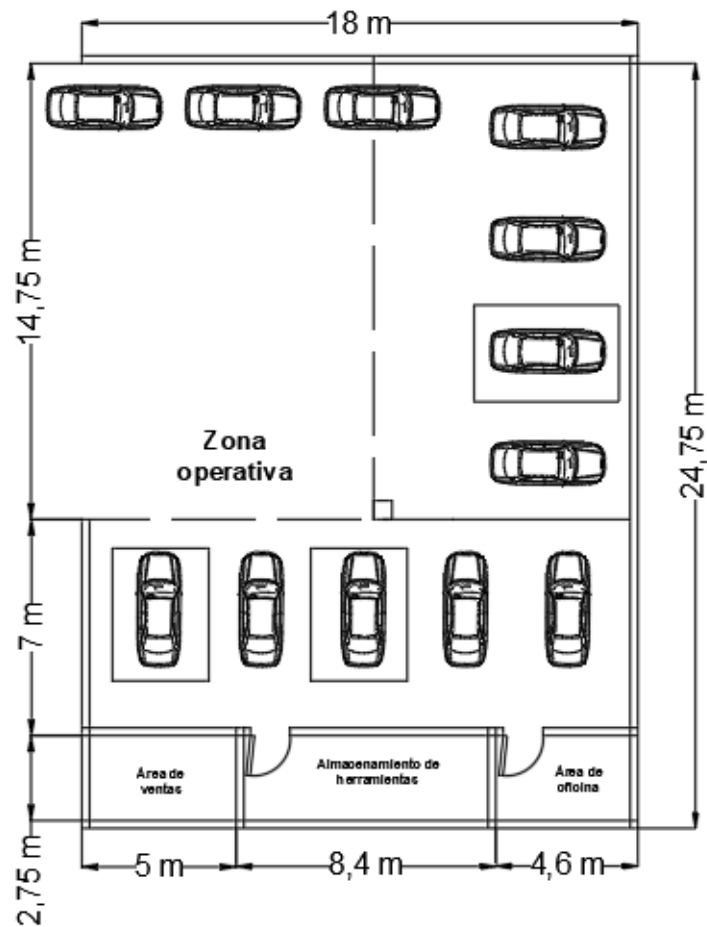 18 m
14,75 m
24,75 m
Zona
operativa
7 m
Área de
ventas
Almacenamiento de
herramientas
Área de
oficina
2,75 m
5 m
8,4 m
4,6 m